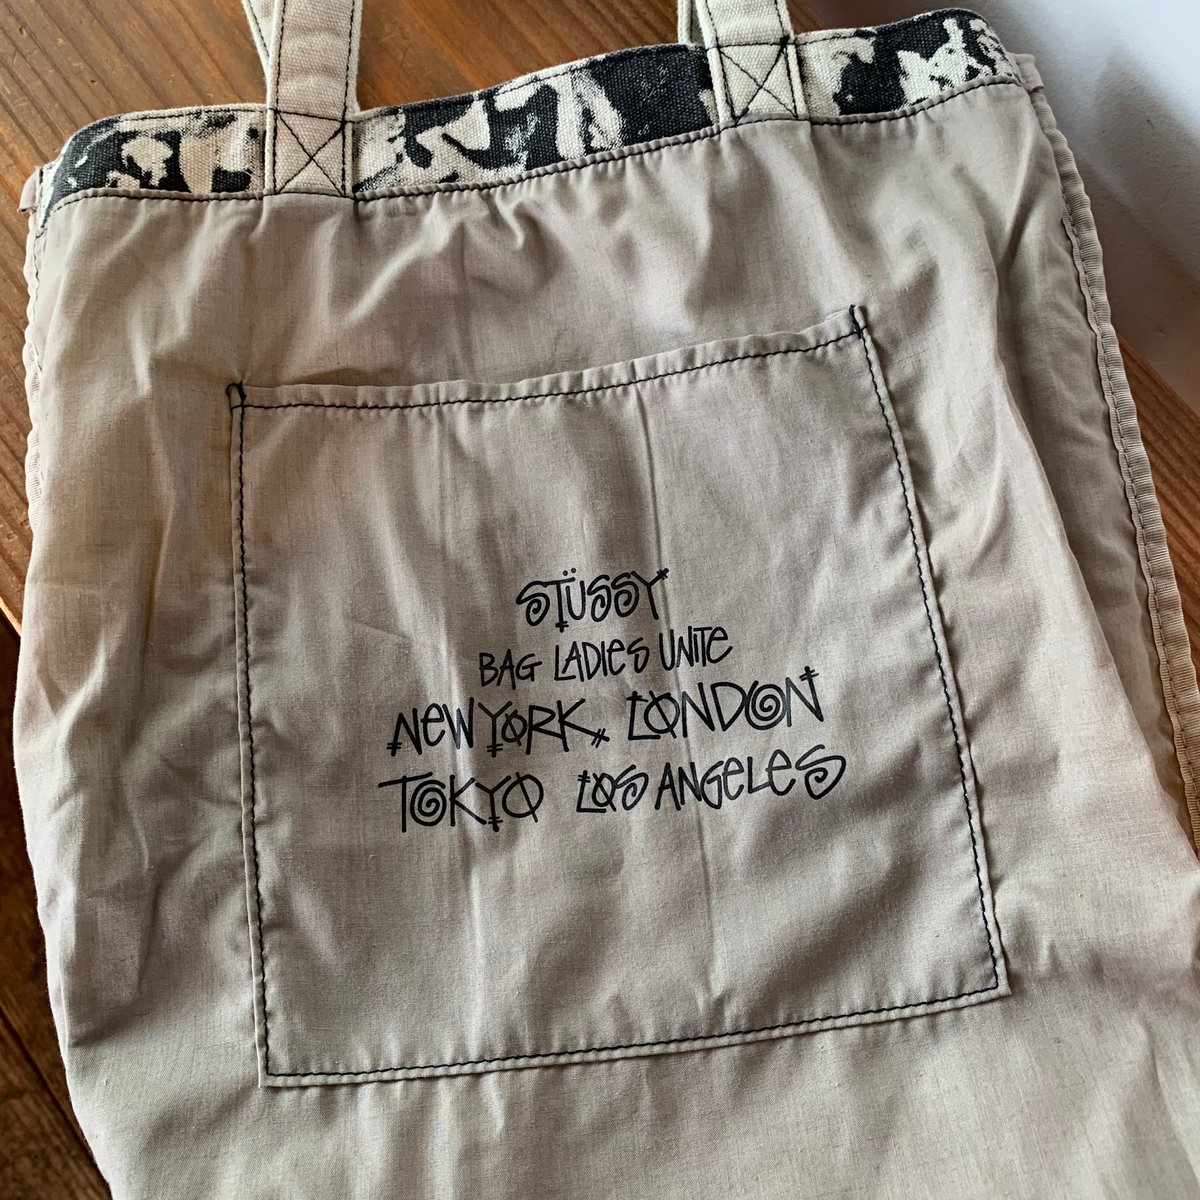 STÜSSY
BAG LADIES UNITE
NEW YORK. LONDON
TOKYO LOS ANGELES